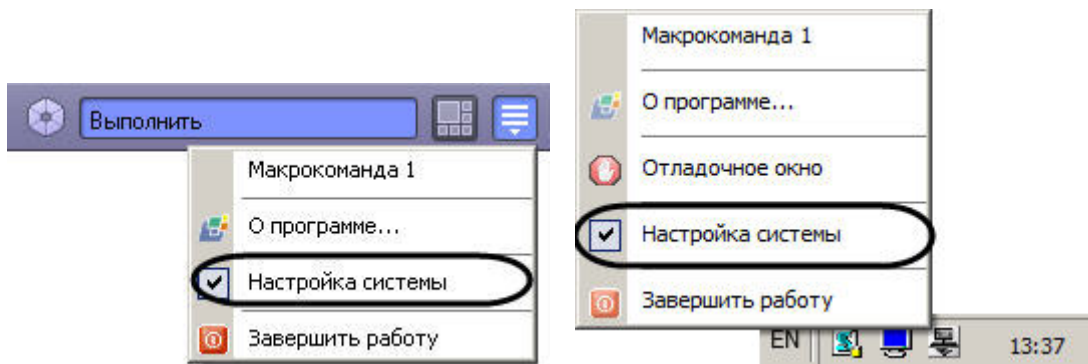 Выполнить
Макрокоманда 1
О программе...
Настройка системы
Завершить работу
Макрокоманда 1
О программе...
Отладочное окно
Настройка системы
Завершить работу
EN 13:37